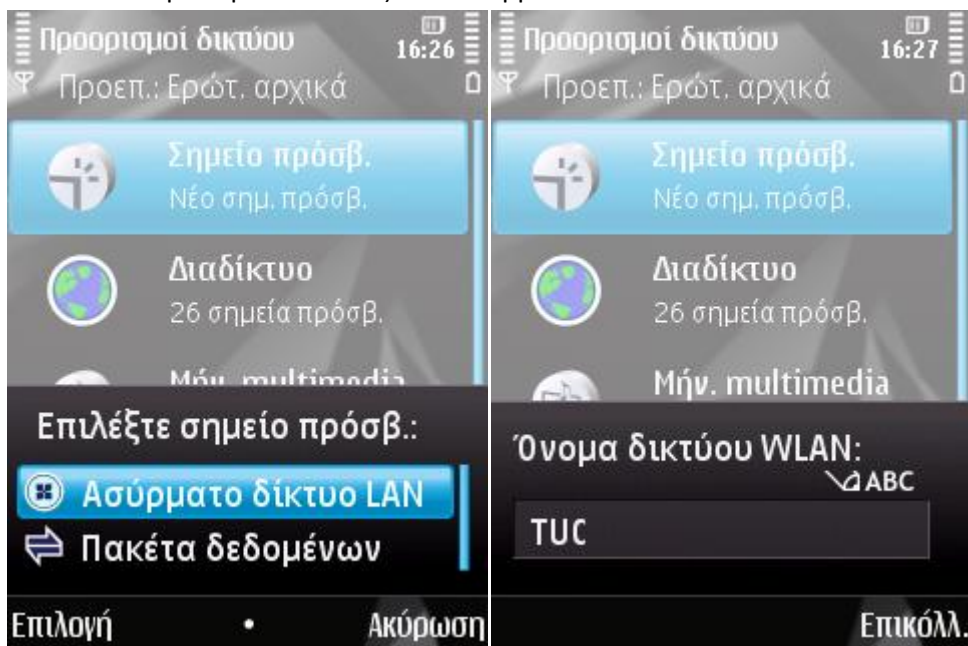 Προορισμοί δικτύου
16:26
Προεπ.: Ερώτ. αρχικά
Σημείο πρόσβ.
Νέο σημ. πρόσβ.
Διαδίκτυο
26 σημεία πρόσβ.
Μήν. multimedia
Επιλέξτε σημείο πρόσβ.:
Ασύρματο δίκτυο LAN
Πακέτα δεδομένων
Επιλογή
Ακύρωση
Προορισμοί δικτύου
16:27
Προεπ.: Ερώτ. αρχικά
Σημείο πρόσβ.
Νέο σημ. πρόσβ.
Διαδίκτυο
26 σημεία πρόσβ.
Μήν. multimedia
Όνομα δικτύου WLAN:
ABC
TUC
Επικόλλ.